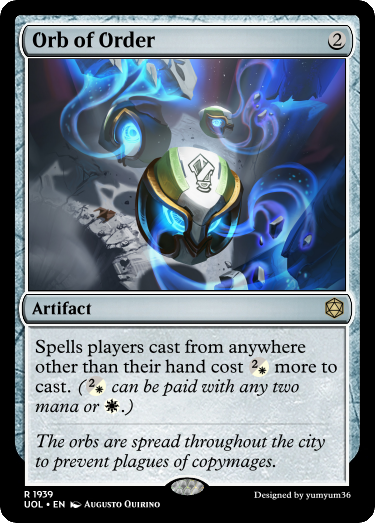 Orb of Order 2
Artifact
Spells players cast from anywhere
other than their hand cost 2 more to
cast. (2 can be paid with any two
mana or .)
The orbs are spread throughout the city
to prevent plagues of copymages.
R 1939
UOL • EN Augusto Quirino
Designed by yumyum36